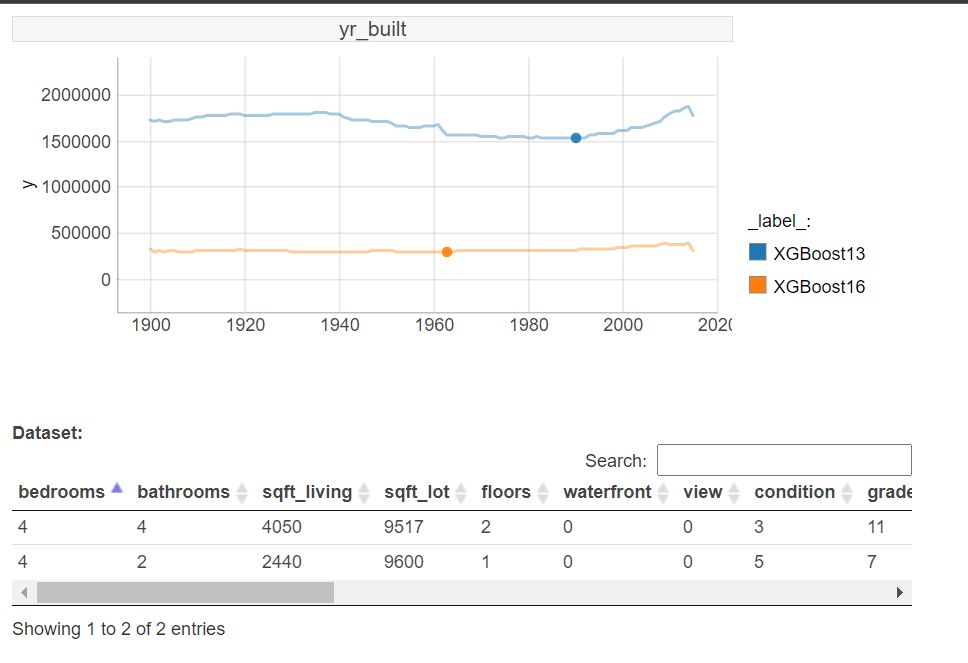 yr_built
2000000
1500000
1000000
500000
0
y
1900 1920 1940 1960 1980 2000 202
_label_:
XGBoost13
XGBoost16
Dataset:
Search:
bedrooms bathrooms sqft_living sqft_lot floors waterfront view condition grade
4 4 4050 9517 2 0 0 3 11
4 2 2440 9600 1 0 0 5 7
Showing 1 to 2 of 2 entries